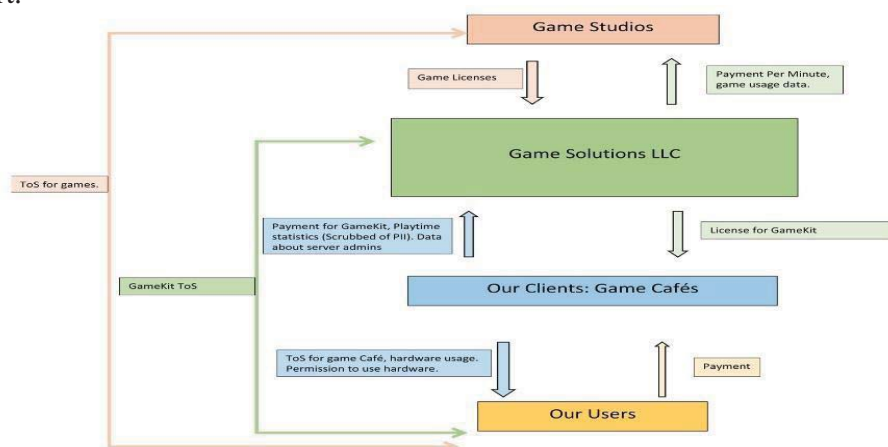 Game Studios
Game Licenses
Payment Per Minute,
game usage data.
Game Solutions LLC
ToS for games.
Payment for GameKit, Playtime
statistics (Scrubbed of PII). Data
about server admins
License for GameKit
GameKit ToS
Our Clients: Game Cafés
ToS for game Café, hardware usage.
Permission to use hardware.
Payment
Our Users